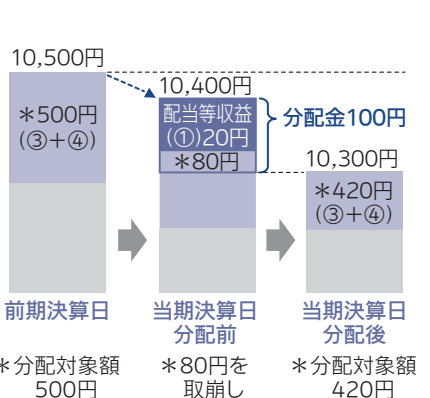 10,500円
＊500円
(③＋④)
10,400円
配当等収益
(①)20円
＊80円
分配金100円
10,300円
＊420円
(③＋④)
前期決算日
当期決算日
分配前
当期決算日
分配後
＊分配対象額
500円
＊80円を
取崩し
＊分配対象額
420円